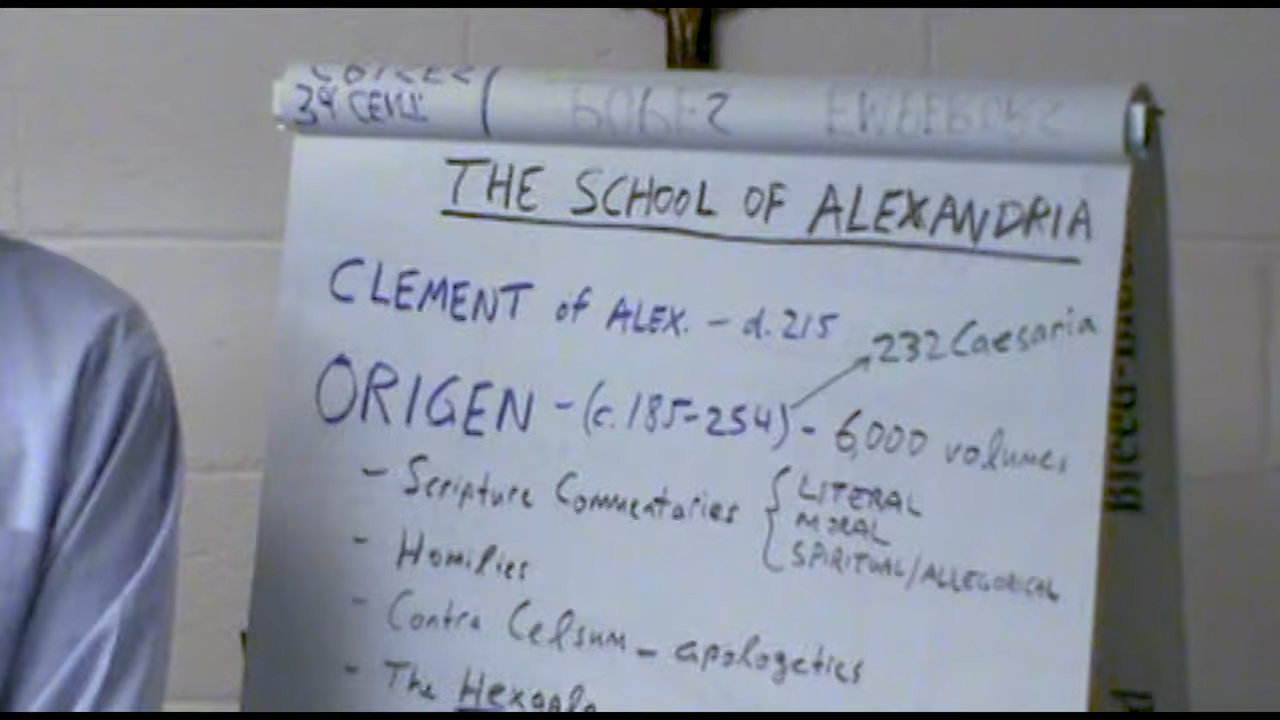 39 CENT
THE SCHOOL OF ALEXANDRIA
CLEMENT of ALEX. - d. 215
232 Caesaria
ORIGEN - (c. 185-254) - 6,000 volumes
- Scripture Commentaries { LITERAL
MORAL
SPIRITUAL/ALLEGORICAL
- Homilies
- Contra Celsum - apologetics
- The Hexapla